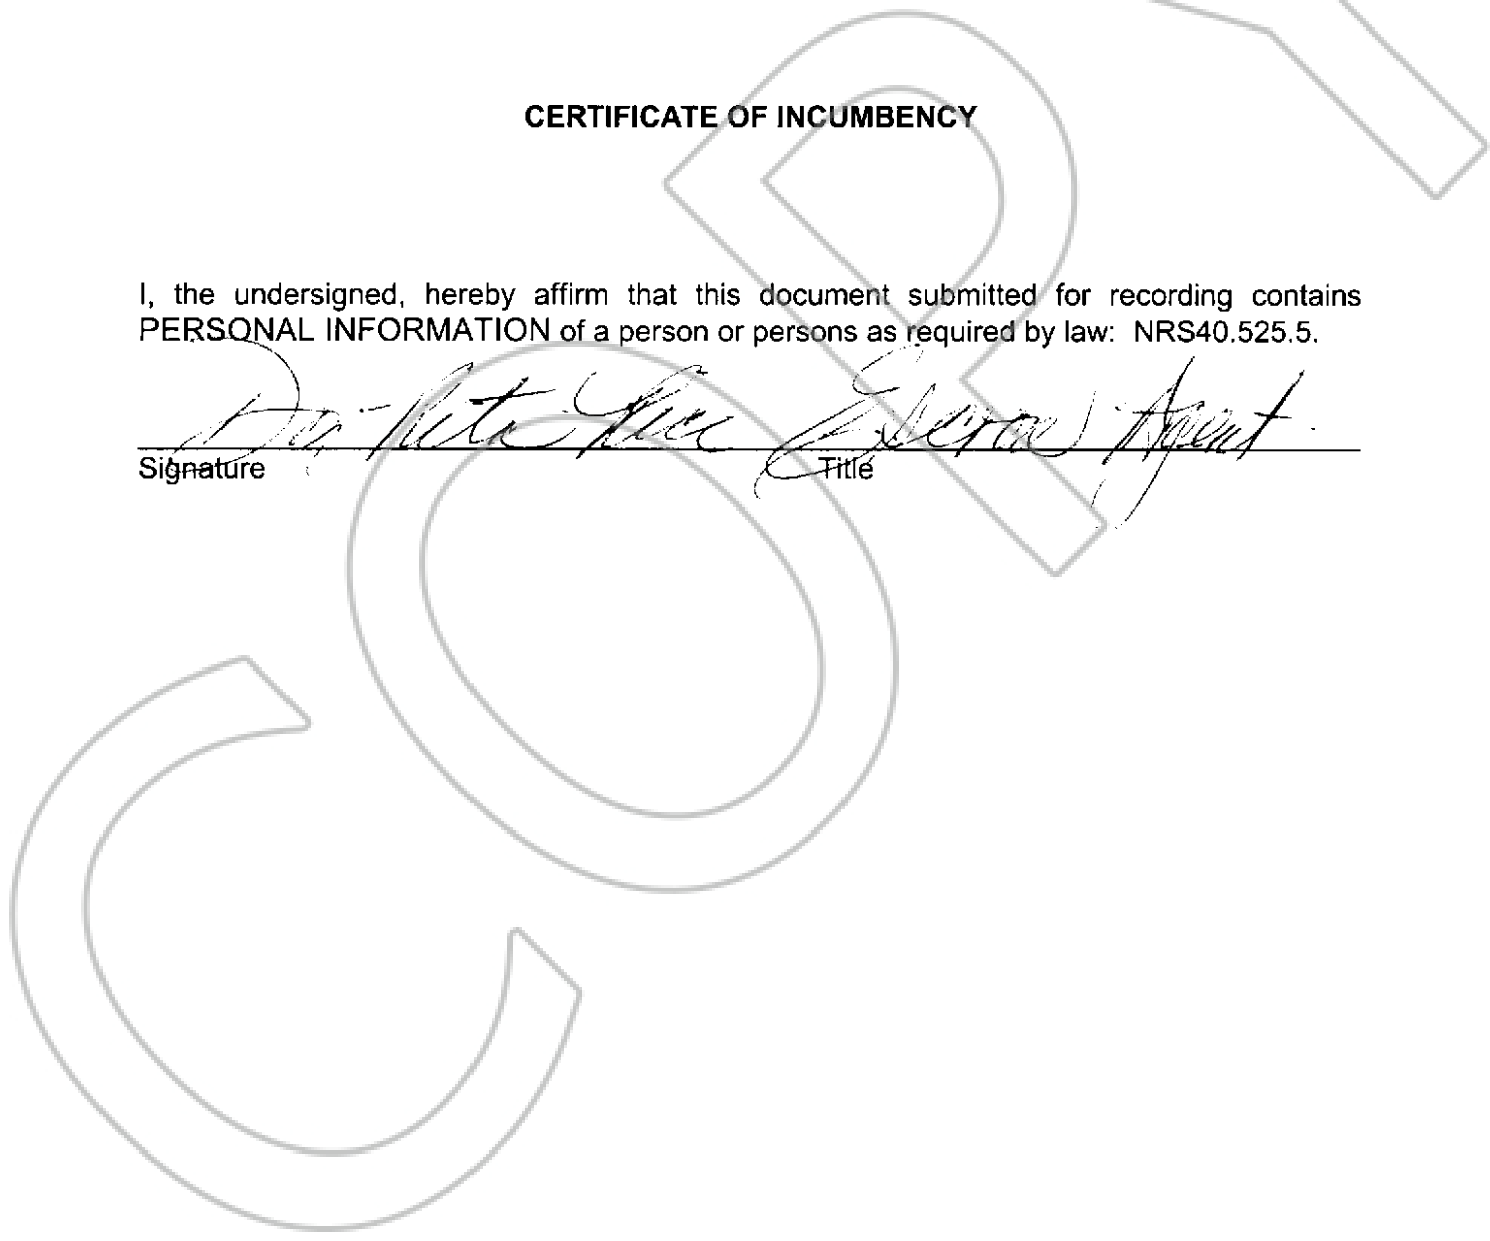 CERTIFICATE OF INCUMBENCY
I, the undersigned, hereby affirm that this document submitted for recording contains
PERSONAL INFORMATION of a person or persons as required by law: NRS40.525.5.
Escrow Agent
Signature Title
COPY